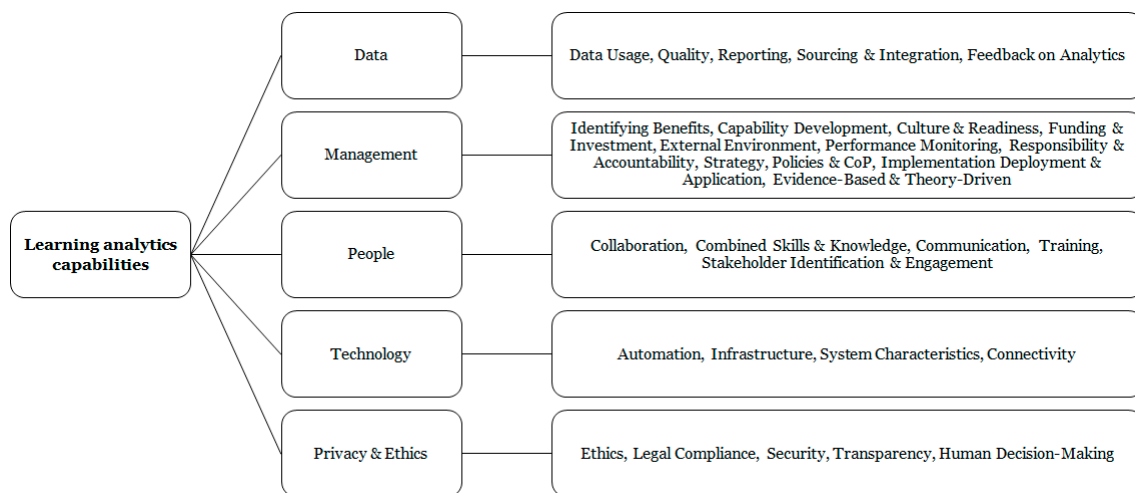 Data
Data Usage, Quality, Reporting, Sourcing & Integration, Feedback on Analytics
Management
Identifying Benefits, Capability Development, Culture & Readiness, Funding &
Investment, External Environment, Performance Monitoring, Responsibility &
Accountability, Strategy, Policies & CoP, Implementation Deployment &
Application, Evidence-Based & Theory-Driven
Learning analytics
capabilities
People
Collaboration, Combined Skills & Knowledge, Communication, Training,
Stakeholder Identification & Engagement
Technology
Automation, Infrastructure, System Characteristics, Connectivity
Privacy & Ethics
Ethics, Legal Compliance, Security, Transparency, Human Decision-Making